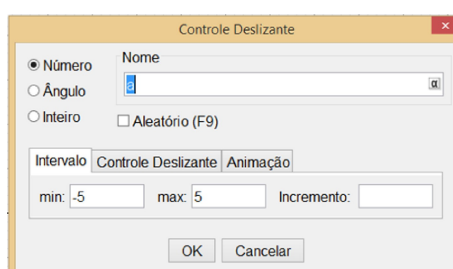 Controle Deslizante
Número
Nome
a
α
Ângulo
Inteiro
Aleatório (F9)
Intervalo Controle Deslizante Animação
min: -5 max: 5 Incremento:
OK Cancelar